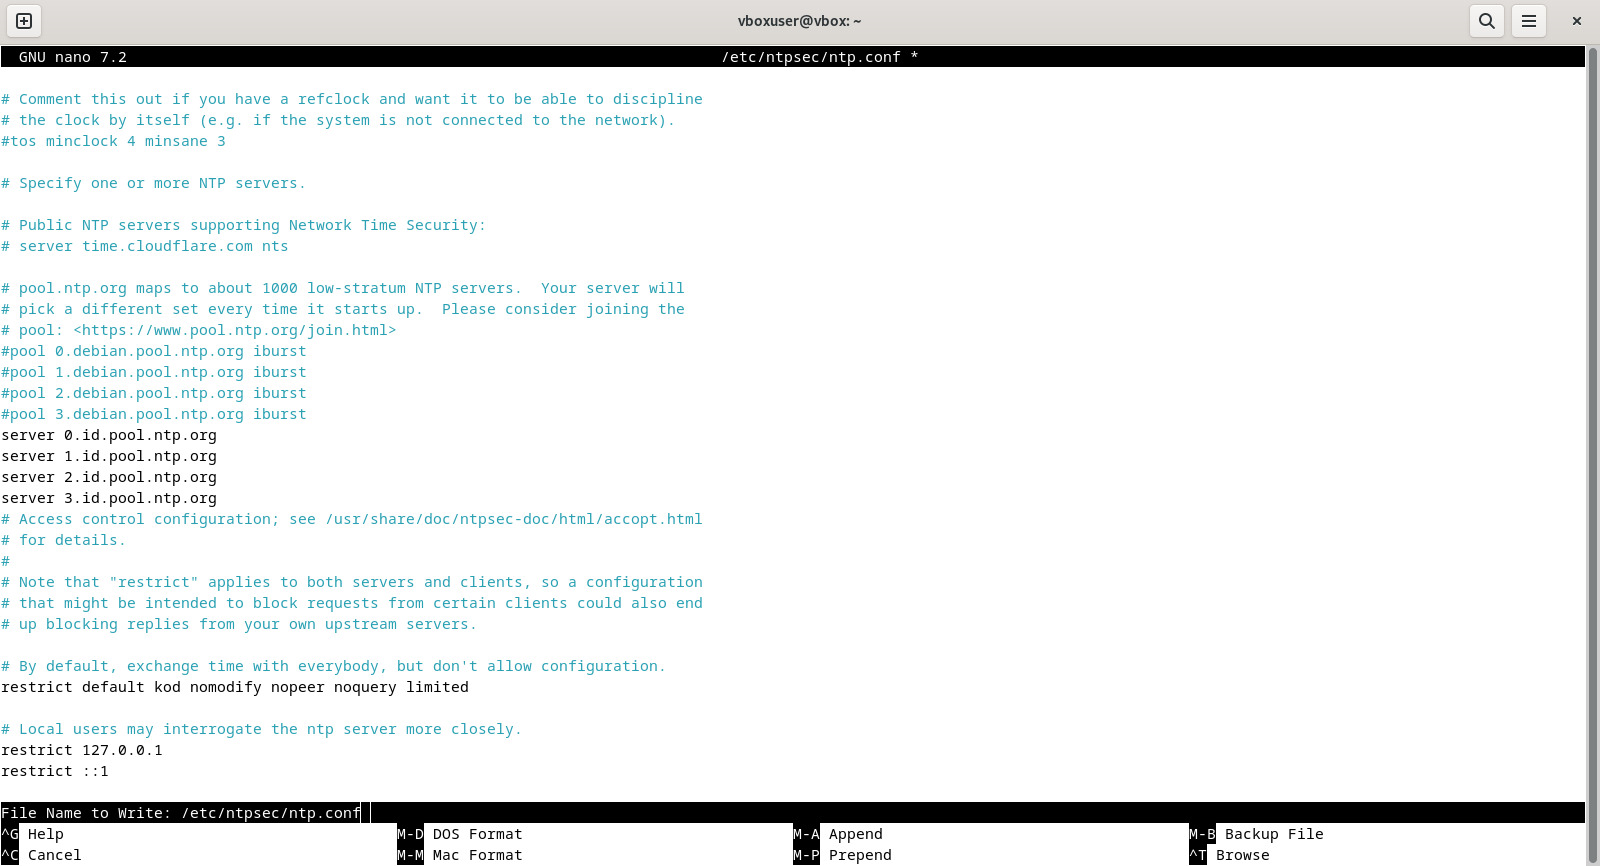 vboxuser@vbox: ~
GNU nano 7.2 /etc/ntpsec/ntp.conf *
# Comment this out if you have a refclock and want it to be able to discipline
# the clock by itself (e.g. if the system is not connected to the network).
#tos minclock 4 minsane 3
# Specify one or more NTP servers.
# Public NTP servers supporting Network Time Security:
# server time.cloudflare.com nts
# pool.ntp.org maps to about 1000 low-stratum NTP servers.  Your server will
# pick a different set every time it starts up.  Please consider joining the
# pool: <https://www.pool.ntp.org/join.html>
#pool 0.debian.pool.ntp.org iburst
#pool 1.debian.pool.ntp.org iburst
#pool 2.debian.pool.ntp.org iburst
#pool 3.debian.pool.ntp.org iburst
server 0.id.pool.ntp.org
server 1.id.pool.ntp.org
server 2.id.pool.ntp.org
server 3.id.pool.ntp.org
# Access control configuration; see /usr/share/doc/ntpsec-doc/html/accopt.html
# for details.
#
# Note that "restrict" applies to both servers and clients, so a configuration
# that might be intended to block requests from certain clients could also end
# up blocking replies from your own upstream servers.
# By default, exchange time with everybody, but don't allow configuration.
restrict default kod nomodify nopeer noquery limited
# Local users may interrogate the ntp server more closely.
restrict 127.0.0.1
restrict ::1
File Name to Write: /etc/ntpsec/ntp.conf
^G Help M-D DOS Format M-A Append M-B Backup File
^C Cancel M-M Mac Format M-P Prepend ^T Browse